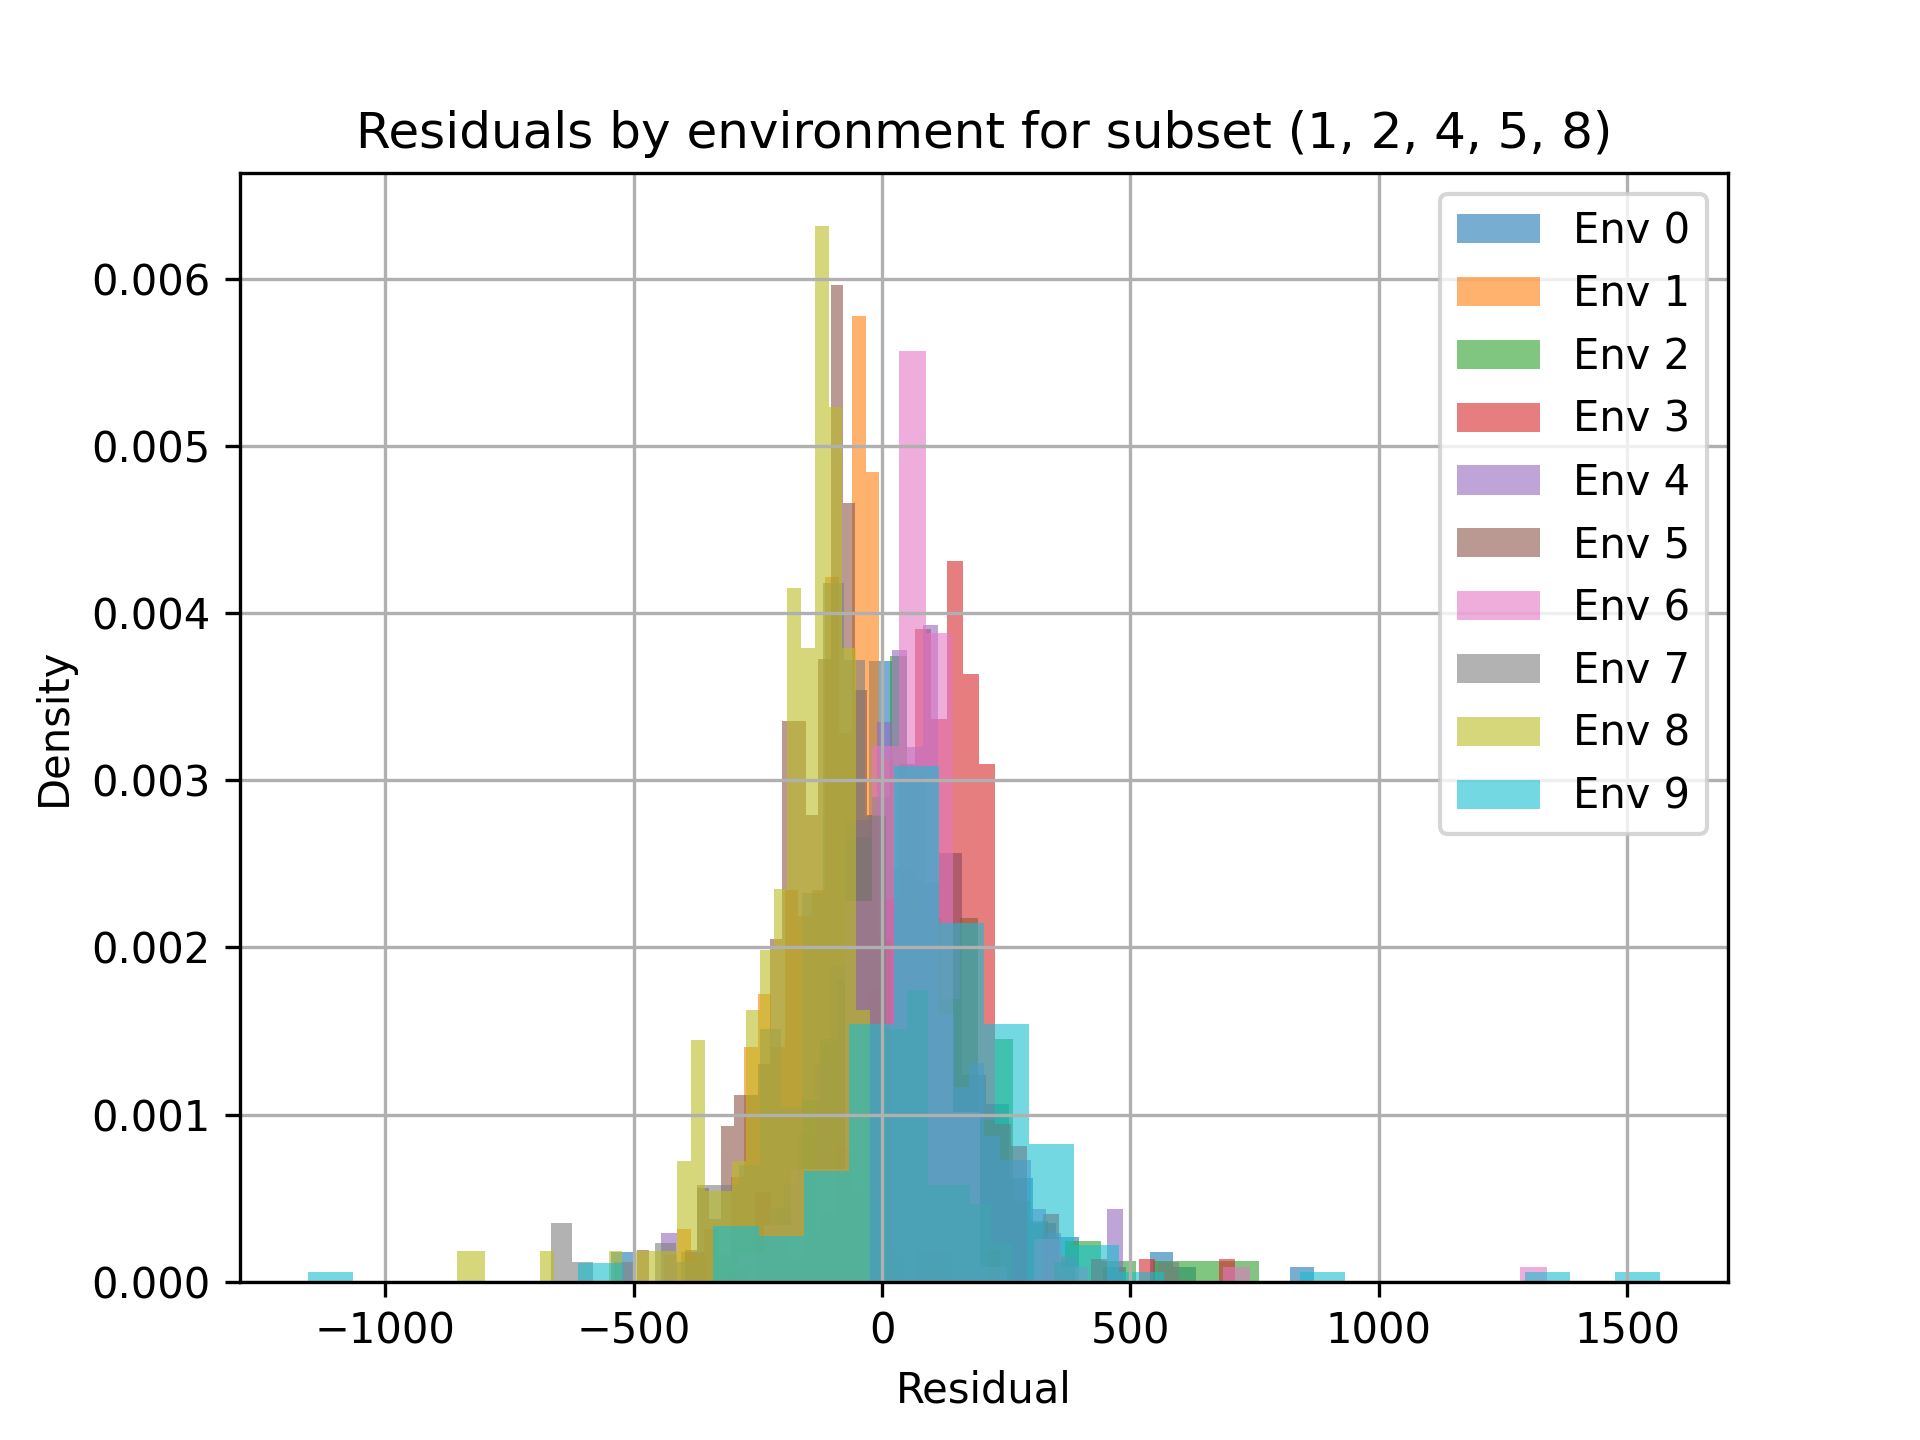 Residuals by environment for subset (1, 2, 4, 5, 8)
Env 0
Env 1
Env 2
Env 3
Env 4
Env 5
Env 6
Env 7
Env 8
Env 9
Density
0.006
0.005
0.004
0.003
0.002
0.001
0.000
−1000 −500 0 500 1000 1500
Residual